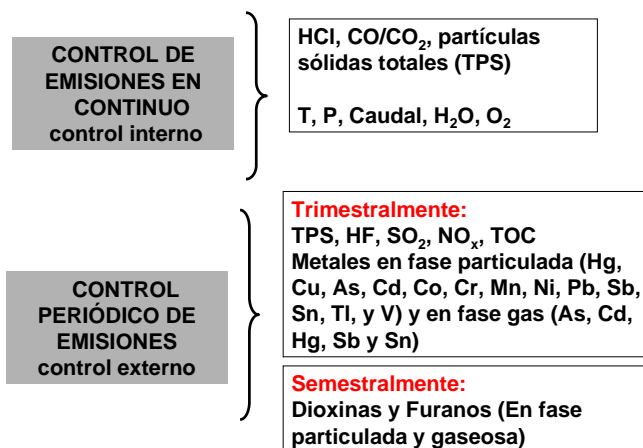 CONTROL DE
EMISIONES EN
CONTINUO
control interno
HCl, CO/CO₂, partículas
sólidas totales (TPS)
T, P, Caudal, H₂O, O₂
CONTROL
PERIÓDICO DE
EMISIONES
control externo
Trimestralmente:
TPS, HF, SO₂, NOₓ, TOC
Metales en fase particulada (Hg,
Cu, As, Cd, Co, Cr, Mn, Ni, Pb, Sb,
Sn, Tl, y V) y en fase gas (As, Cd,
Hg, Sb y Sn)
Semestralmente:
Dioxinas y Furanos (En fase
particulada y gaseosa)